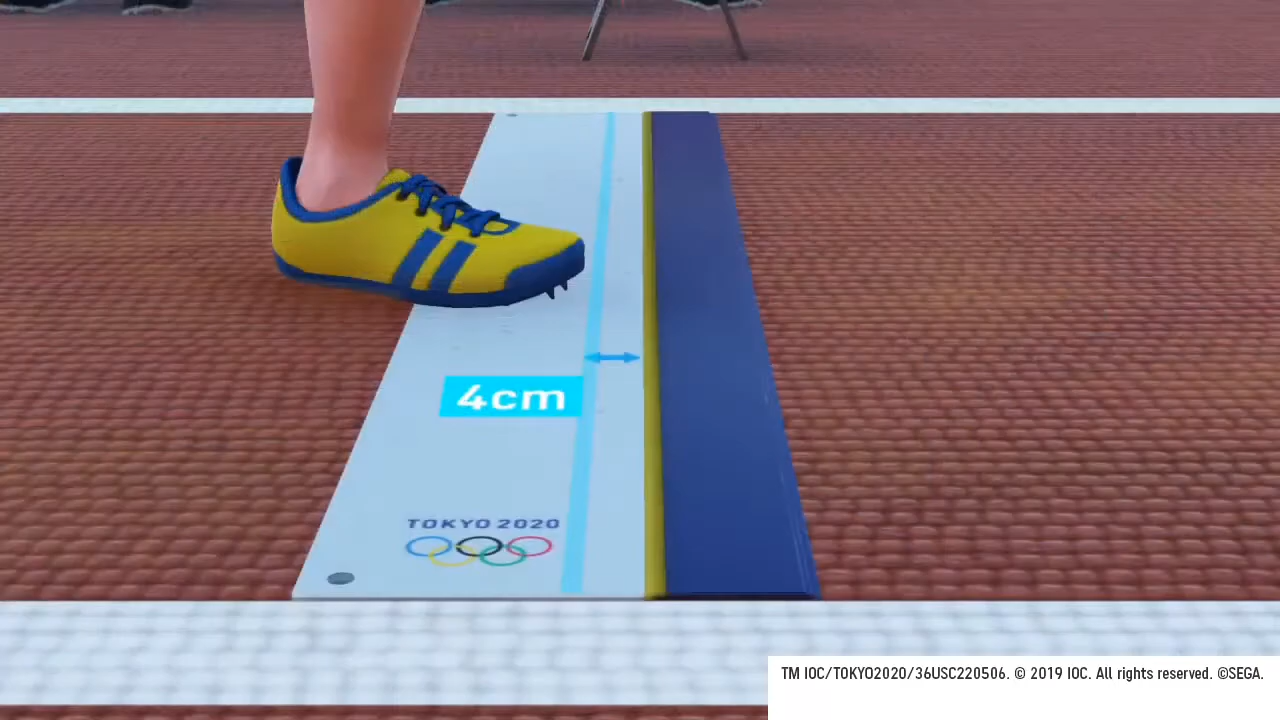 4cm
TOKYO 2020
TM IOC/TOKYO2020/36USC220506. © 2019 IOC. All rights reserved. ©SEGA.